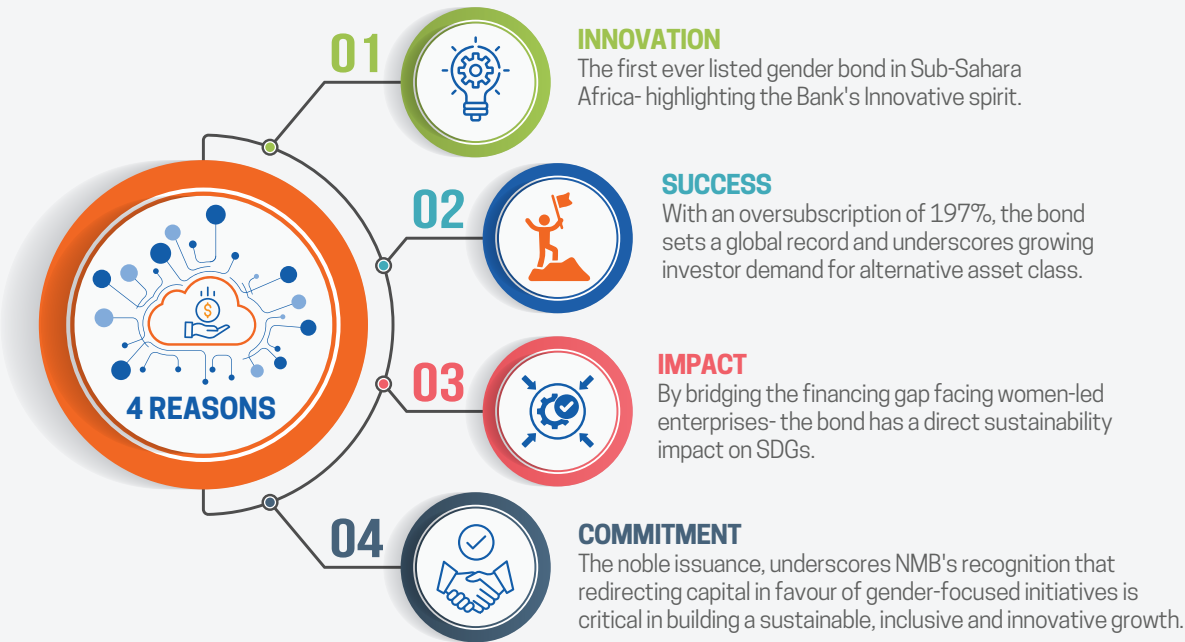 4 REASONS
01
INNOVATION
The first ever listed gender bond in Sub-Sahara
Africa- highlighting the Bank's Innovative spirit.
02
SUCCESS
With an oversubscription of 197%, the bond
sets a global record and underscores growing
investor demand for alternative asset class.
03
IMPACT
By bridging the financing gap facing women-led
enterprises- the bond has a direct sustainability
impact on SDGs.
04
COMMITMENT
The noble issuance, underscores NMB's recognition that
redirecting capital in favour of gender-focused initiatives is
critical in building a sustainable, inclusive and innovative growth.
$